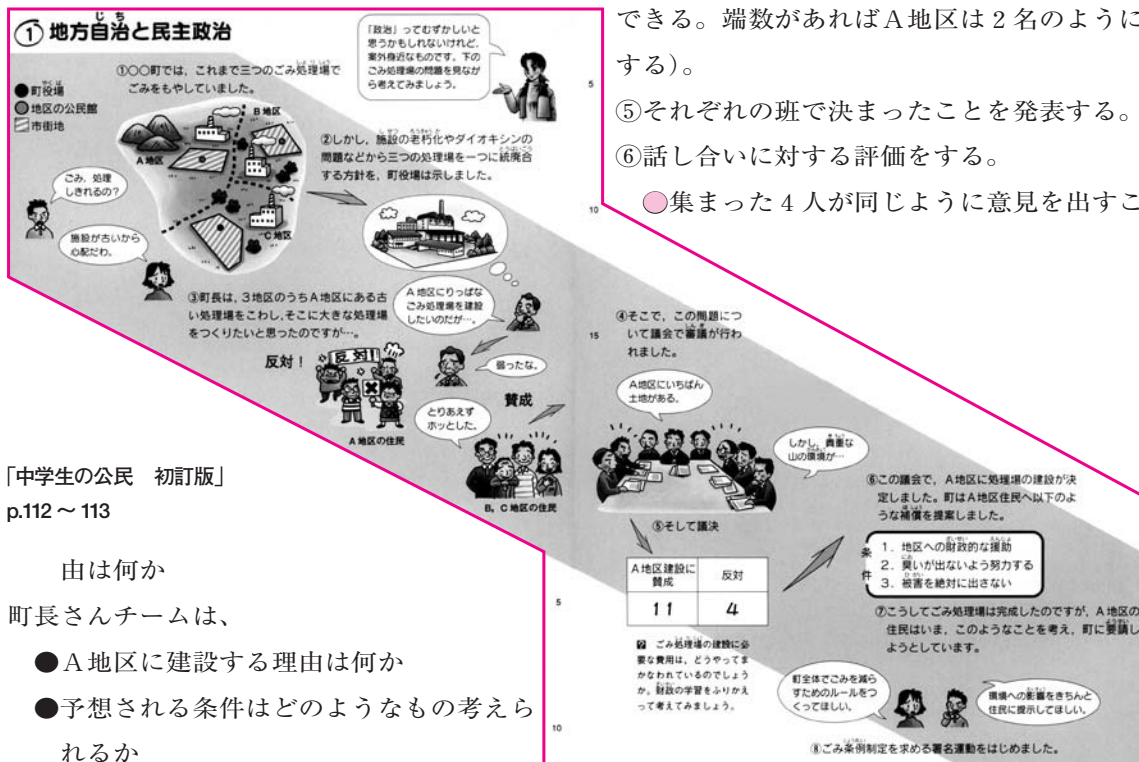 ① 地方自治と民主政治
じ ち
「政治」ってむずかしいと
思うかもしれないけれど,
案外身近なものです。下の
ごみ処理場の問題を見なが
ら考えてみましょう。
①○○町では,これまで三つのごみ処理場で
ごみをもやしていました。
●町役場
●地区の公民館
市街地
A地区
B地区
C地区
ごみ,処理
しきれるの?
施設が古いから
心配だわ。
②しかし,施設の老朽化やダイオキシンの
問題などから三つの処理場を一つに統廃合
する方針を,町役場は示しました。
③町長は,3地区のうちA地区にある古
い処理場をこわし,そこに大きな処理場
をつくりたいと思ったのですが…。
A地区にりっぱな
ごみ処理場を建設
したいのだが…。
弱ったな。
反対!
反対!
A地区の住民
賛成
とりあえず
ホッとした。
B,C地区の住民
④そこで,この問題につ
いて議会で審議が行わ
れました。
A地区にいちばん
土地がある。
しかし,貴重な
山の環境が…
⑤そして議決
A地区建設に
賛成
反対
11
4
ごみ処理場の建設に必
要な費用は,どうやってま
かなわれているのでしょう
か。財政の学習をふりかえ
って考えてみましょう。
⑥この議会で,A地区に処理場の建設が決
定しました。町はA地区住民へ以下のよ
うな補償を提案しました。
条件
1.地区への財政的な援助
2.臭いが出ないよう努力する
3.被害を絶対に出さない
⑦こうしてごみ処理場は完成したのですが,A地区の
住民はいま,このようなことを考え,町に要請し
ようとしています。
町全体でごみを減ら
すためのルールをつ
くってほしい。
環境への影響をきちんと
住民に提示してほしい。
⑧ごみ条例制定を求める署名運動をはじめました。
5
10
15
5
10
「中学生の公民 初訂版」
p.112 ~ 113
由は何か
町長さんチームは、
●A地区に建設する理由は何か
●予想される条件はどのようなもの考えら
れるか
できる。端数があればA地区は2名のように
する)。
⑤それぞれの班で決まったことを発表する。
⑥話し合いに対する評価をする。
●集まった4人が同じように意見を出すこ